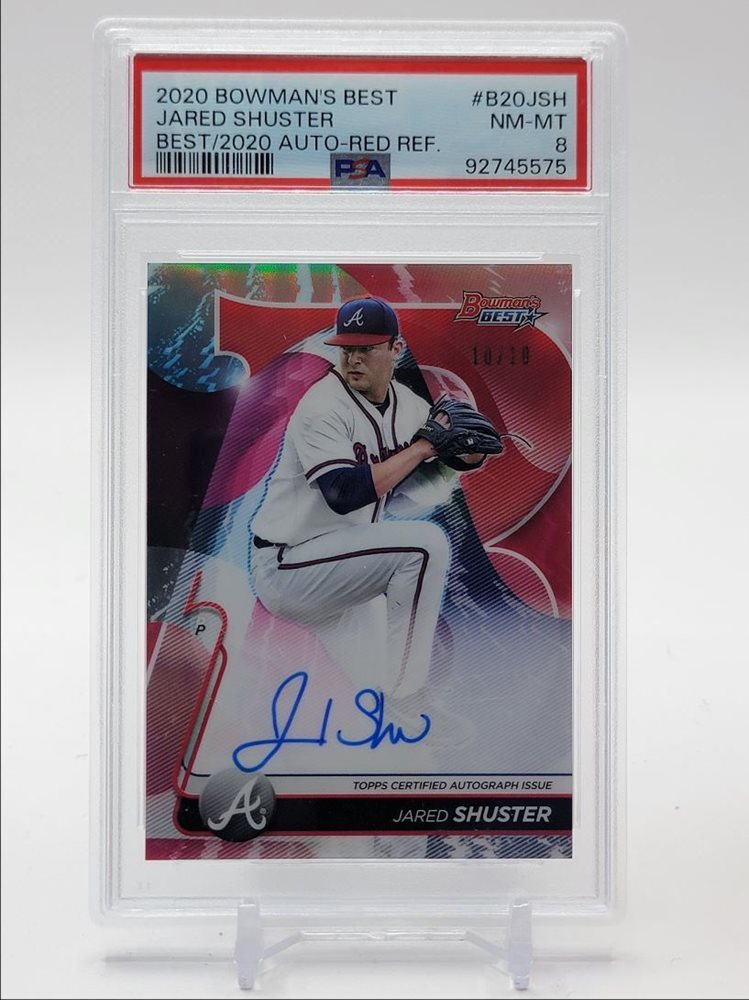 2020 BOWMAN'S BEST #B20JSH
JARED SHUSTER NM-MT
BEST/2020 AUTO-RED REF. 8
PSA 92745575
A
Bowman's
BEST
10/10
P
TOPPS CERTIFIED AUTOGRAPH ISSUE
A
JARED SHUSTER